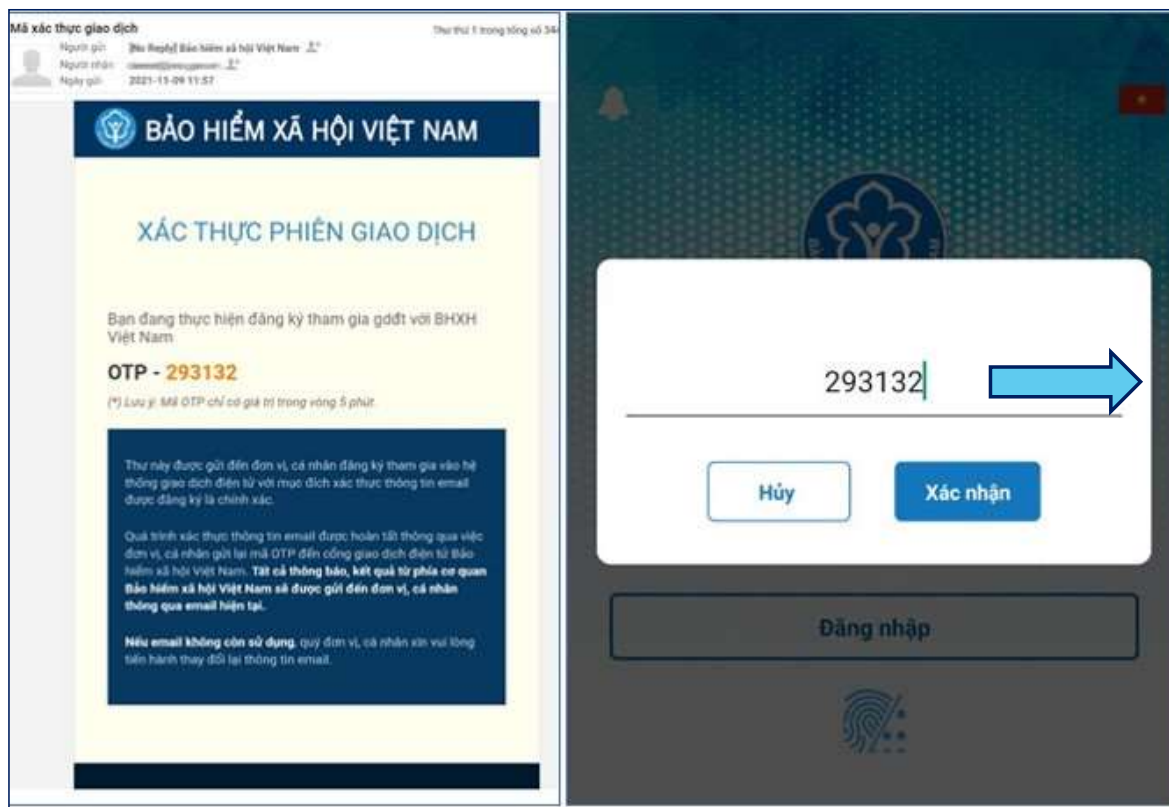 Mã xác thực giao dịch
Thư thứ 1 trong tổng số 34
Người gửi [No Reply] Bảo hiểm xã hội Việt Nam
Người nhận
Ngày gửi 2021-11-09 11:57
BẢO HIỂM XÃ HỘI VIỆT NAM
XÁC THỰC PHIÊN GIAO DỊCH
Bạn đang thực hiện đăng ký tham gia gdđt với BHXH
Việt Nam
OTP - 293132
(*) Lưu ý: Mã OTP chỉ có giá trị trong vòng 5 phút.
Thư này được gửi đến đơn vị, cá nhân đăng ký tham gia vào hệ
thống giao dịch điện tử với mục đích xác thực thông tin email
được đăng ký là chính xác.
Quá trình xác thực thông tin email được hoàn tất thông qua việc
đơn vị, cá nhân gửi lại mã OTP đến cổng giao dịch điện tử Bảo
hiểm xã hội Việt Nam. Tất cả thông báo, kết quả từ phía cơ quan
Bảo hiểm xã hội Việt Nam sẽ được gửi đến đơn vị, cá nhân
thông qua email hiện tại.
Nếu email không còn sử dụng, quý đơn vị, cá nhân xin vui lòng
tiến hành thay đổi lại thông tin email.
293132
Hủy
Xác nhận
Đăng nhập